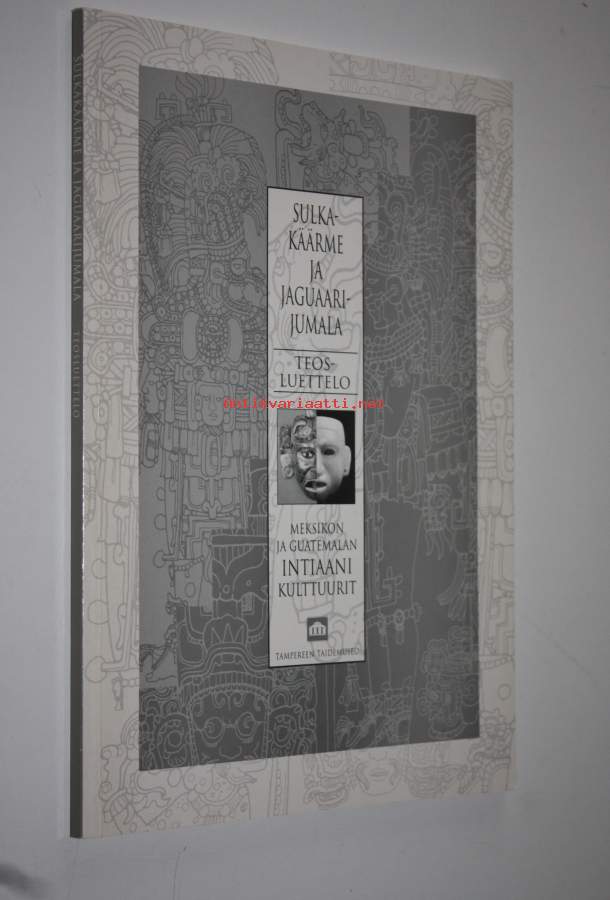 SULKAKÄÄRME JA JAGUAARIJUMALA TEOSLUETTELO
SULKA-
KÄÄRME
JA
JAGUAARI-
JUMALA
TEOS-
LUETTELO
antikvariaatti.net
MEKSIKON
JA GUATEMALAN
INTIAANI
KULTTUURIT
TAMPEREEN TAIDEMUSEO